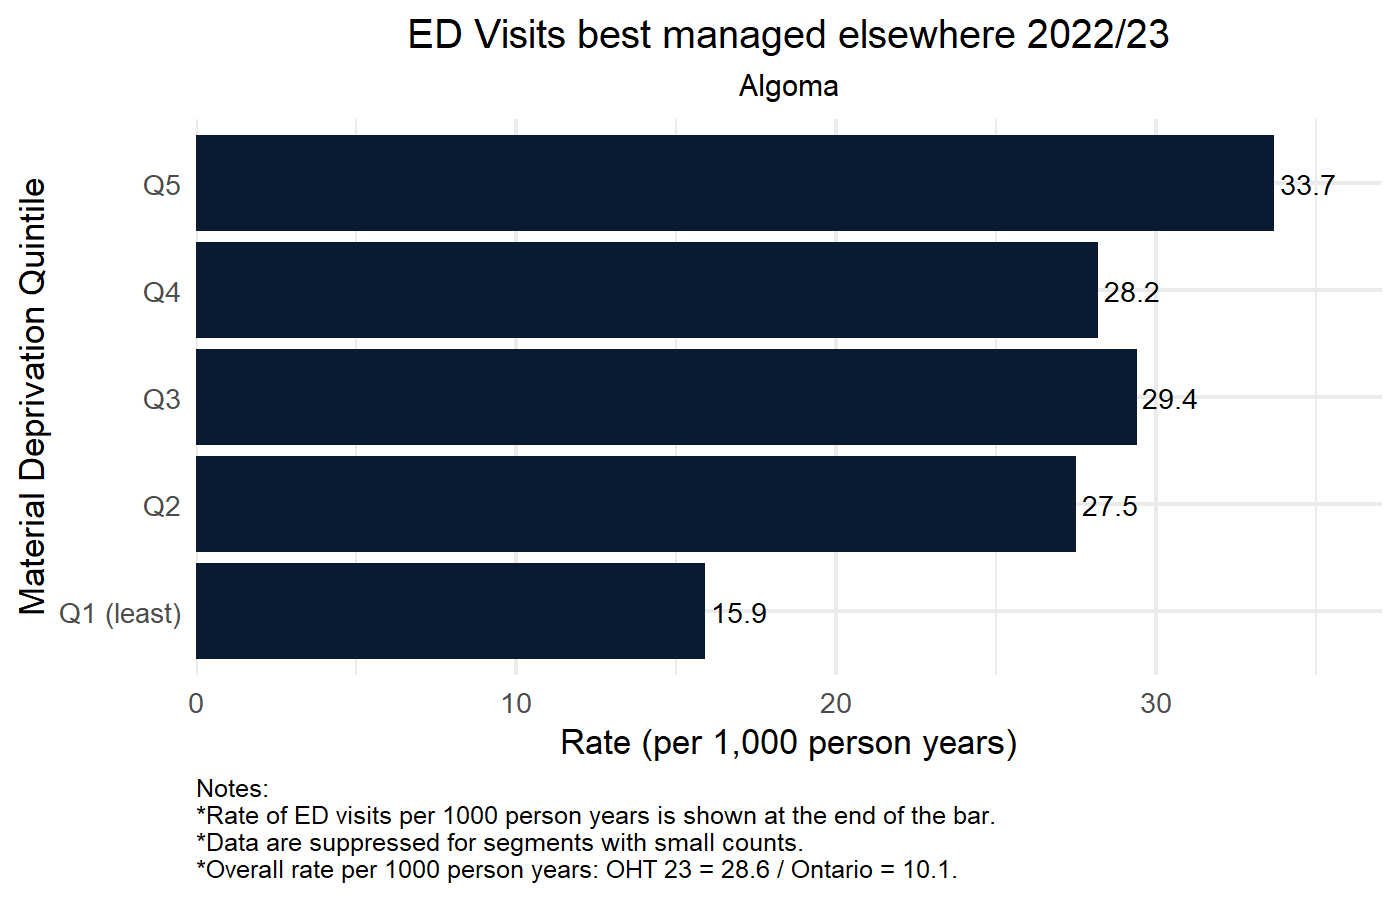 ED Visits best managed elsewhere 2022/23
Algoma
Material Deprivation Quintile
Q5
33.7
Q4
28.2
Q3
29.4
Q2
27.5
Q1 (least)
15.9
0
10
20
30
Rate (per 1,000 person years)
Notes:
*Rate of ED visits per 1000 person years is shown at the end of the bar.
*Data are suppressed for segments with small counts.
*Overall rate per 1000 person years: OHT 23 = 28.6 / Ontario = 10.1.